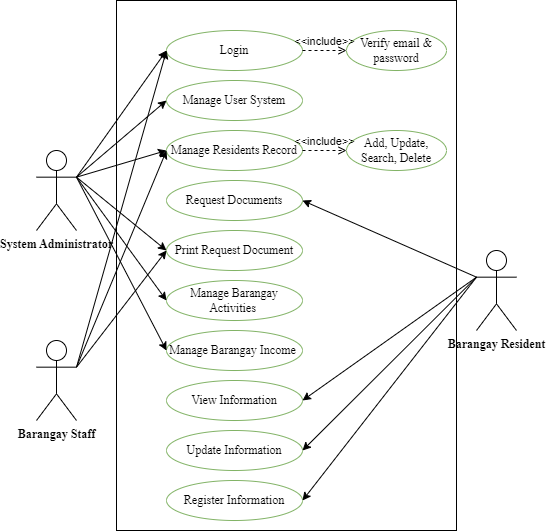 Login
<<include>>
Verify email &
password
Manage User System
Manage Residents Record
<<include>>
Add, Update,
Search, Delete
Request Documents
System Administrator
Print Request Document
Manage Barangay
Activities
Barangay Resident
Manage Barangay Income
View Information
Barangay Staff
Update Information
Register Information